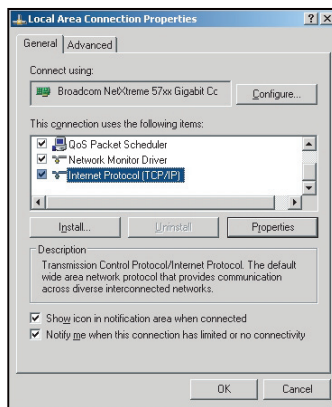 Local Area Connection Properties
General
Advanced
Connect using:
Broadcom NetXtreme 57xx Gigabit Cc
Configure...
This connection uses the following items:
QoS Packet Scheduler
Network Monitor Driver
Internet Protocol (TCP/IP)
Install...
Uninstall
Properties
Description
Transmission Control Protocol/Internet Protocol. The default
wide area network protocol that provides communication
across diverse interconnected networks.
Show icon in notification area when connected
Notify me when this connection has limited or no connectivity
OK
Cancel